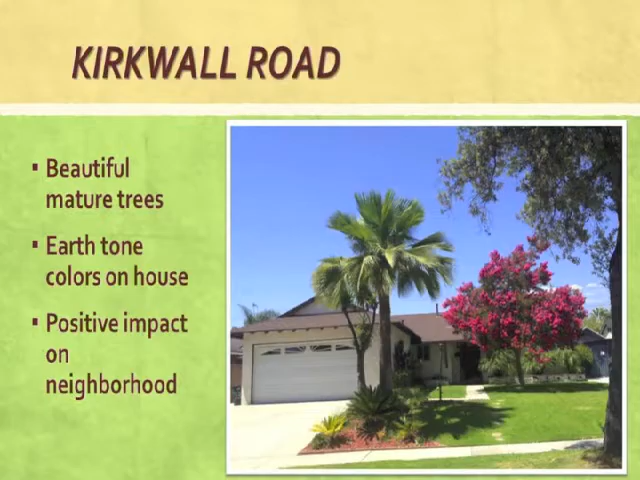 KIRKWALL ROAD
▪ Beautiful
mature trees
▪ Earth tone
colors on house
▪ Positive impact
on
neighborhood